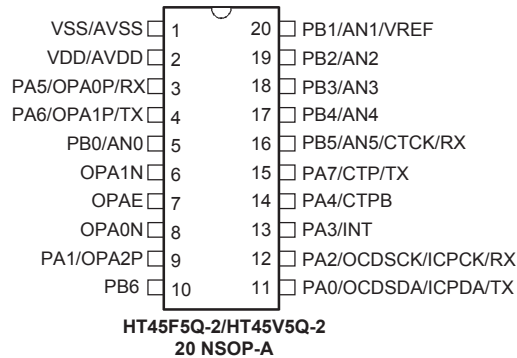 VSS/AVSS 1 20 PB1/AN1/VREF
VDD/AVDD 2 19 PB2/AN2
PA5/OPA0P/RX 3 18 PB3/AN3
PA6/OPA1P/TX 4 17 PB4/AN4
PB0/AN0 5 16 PB5/AN5/CTCK/RX
OPA1N 6 15 PA7/CTP/TX
OPAE 7 14 PA4/CTPB
OPA0N 8 13 PA3/INT
PA1/OPA2P 9 12 PA2/OCDSCK/ICPCK/RX
PB6 10 11 PA0/OCDSDA/ICPDA/TX
HT45F5Q-2/HT45V5Q-2
20 NSOP-A